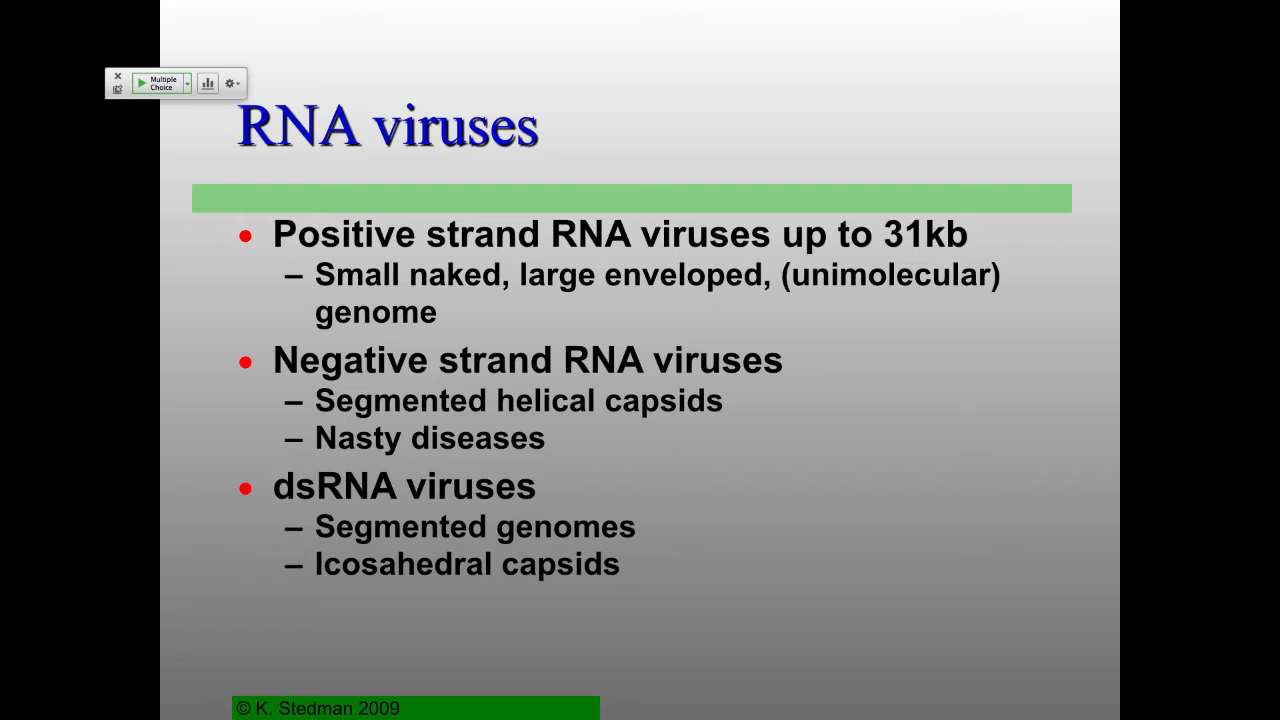 Multiple
Choice
RNA viruses
• Positive strand RNA viruses up to 31kb
– Small naked, large enveloped, (unimolecular)
genome
• Negative strand RNA viruses
– Segmented helical capsids
– Nasty diseases
• dsRNA viruses
– Segmented genomes
– Icosahedral capsids
© K. Stedman 2009